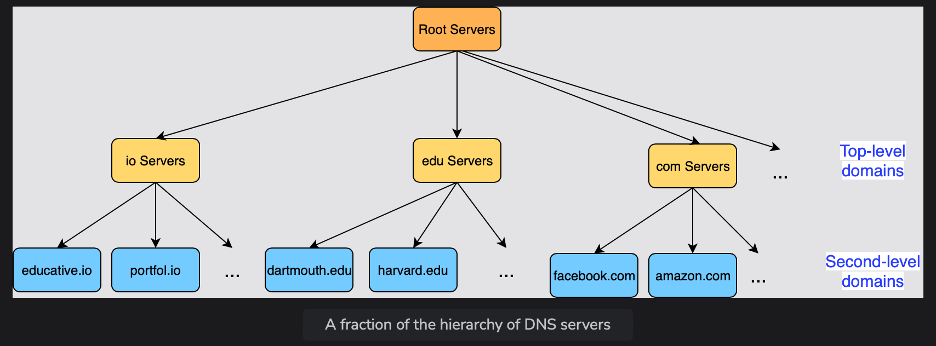 Root Servers
io Servers
edu Servers
com Servers
...
Top-level
domains
educative.io
portfol.io
...
dartmouth.edu
harvard.edu
...
facebook.com
amazon.com
...
Second-level
domains
A fraction of the hierarchy of DNS servers